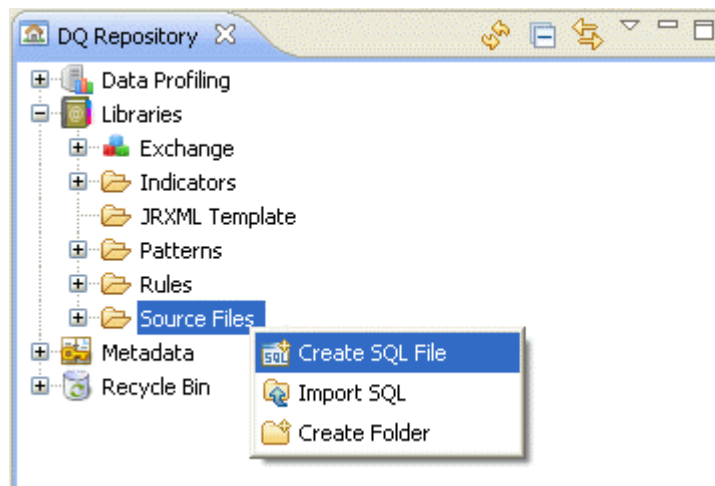 DQ Repository
Data Profiling
Libraries
Exchange
Indicators
JRXML Template
Patterns
Rules
Source Files
Metadata
Recycle Bin
SQL Create SQL File
Import SQL
Create Folder